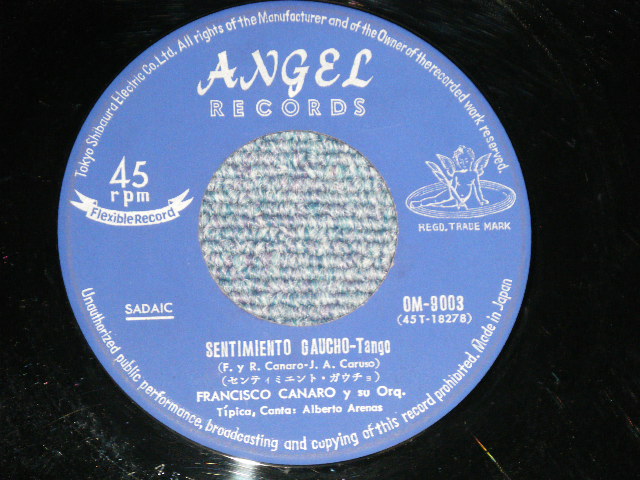 Tokyo Shibaura Electric Co. Ltd. All rights of the Manufacturer and of the Owner of the recorded work reserved.
ANGEL
RECORDS
45
rpm
Flexible Record
REGD. TRADE MARK
SADAIC
OM-8003
(45T-18278)
SENTIMIENTO GAUCHO-Tango
(F. y R. Canaro-J. A. Caruso)
(センティミエント・ガウチョ)
FRANCISCO CANARO y su Orq.
Típica, Canta: Alberto Arenas
Unauthorized public performance, broadcasting and copying of this record prohibited. Made in Japan